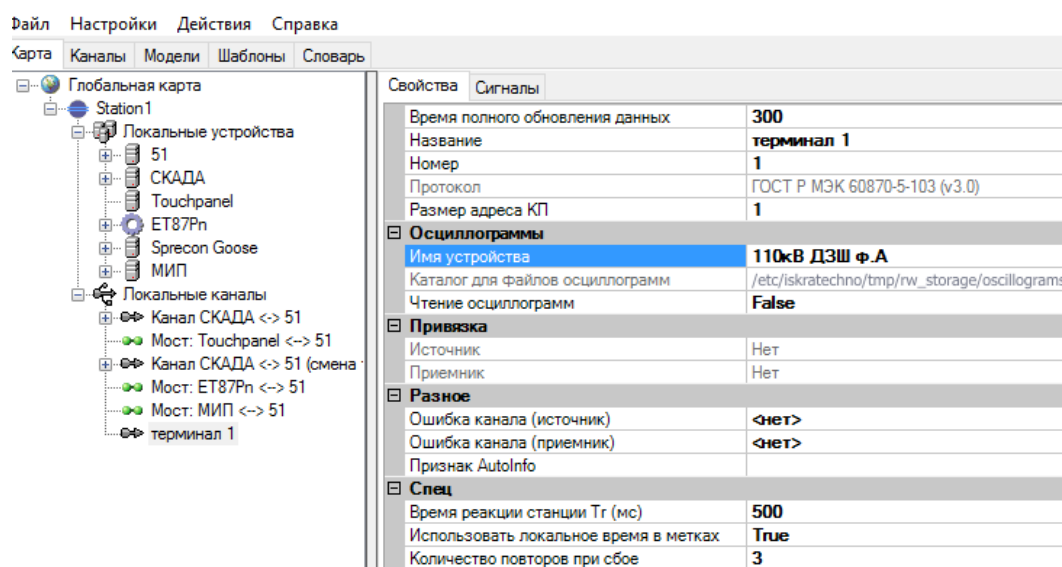 Файл Настройки Действия Справка
Карта Каналы Модели Шаблоны Словарь
Глобальная карта
Station1
Локальные устройства
51
СКАДА
Touchpanel
ET87Pn
Sprecon Goose
МИП
Локальные каналы
Канал СКАДА <-> 51
Мост: Touchpanel <--> 51
Канал СКАДА <-> 51 (смена
Мост: ET87Pn <--> 51
Мост: МИП <--> 51
терминал 1
Свойства Сигналы
Время полного обновления данных 300
Название терминал 1
Номер 1
Протокол ГОСТ Р МЭК 60870-5-103 (v3.0)
Размер адреса КП 1
Осциллограммы
Имя устройства 110кВ ДЗШ ф.А
Каталог для файлов осциллограмм /etc/iskratechno/tmp/rw_storage/oscillograms
Чтение осциллограмм False
Привязка
Источник Нет
Приемник Нет
Разное
Ошибка канала (источник) <нет>
Ошибка канала (приемник) <нет>
Признак AutoInfo
Спец
Время реакции станции Tr (мс) 500
Использовать локальное время в метках True
Количество повторов при сбое 3